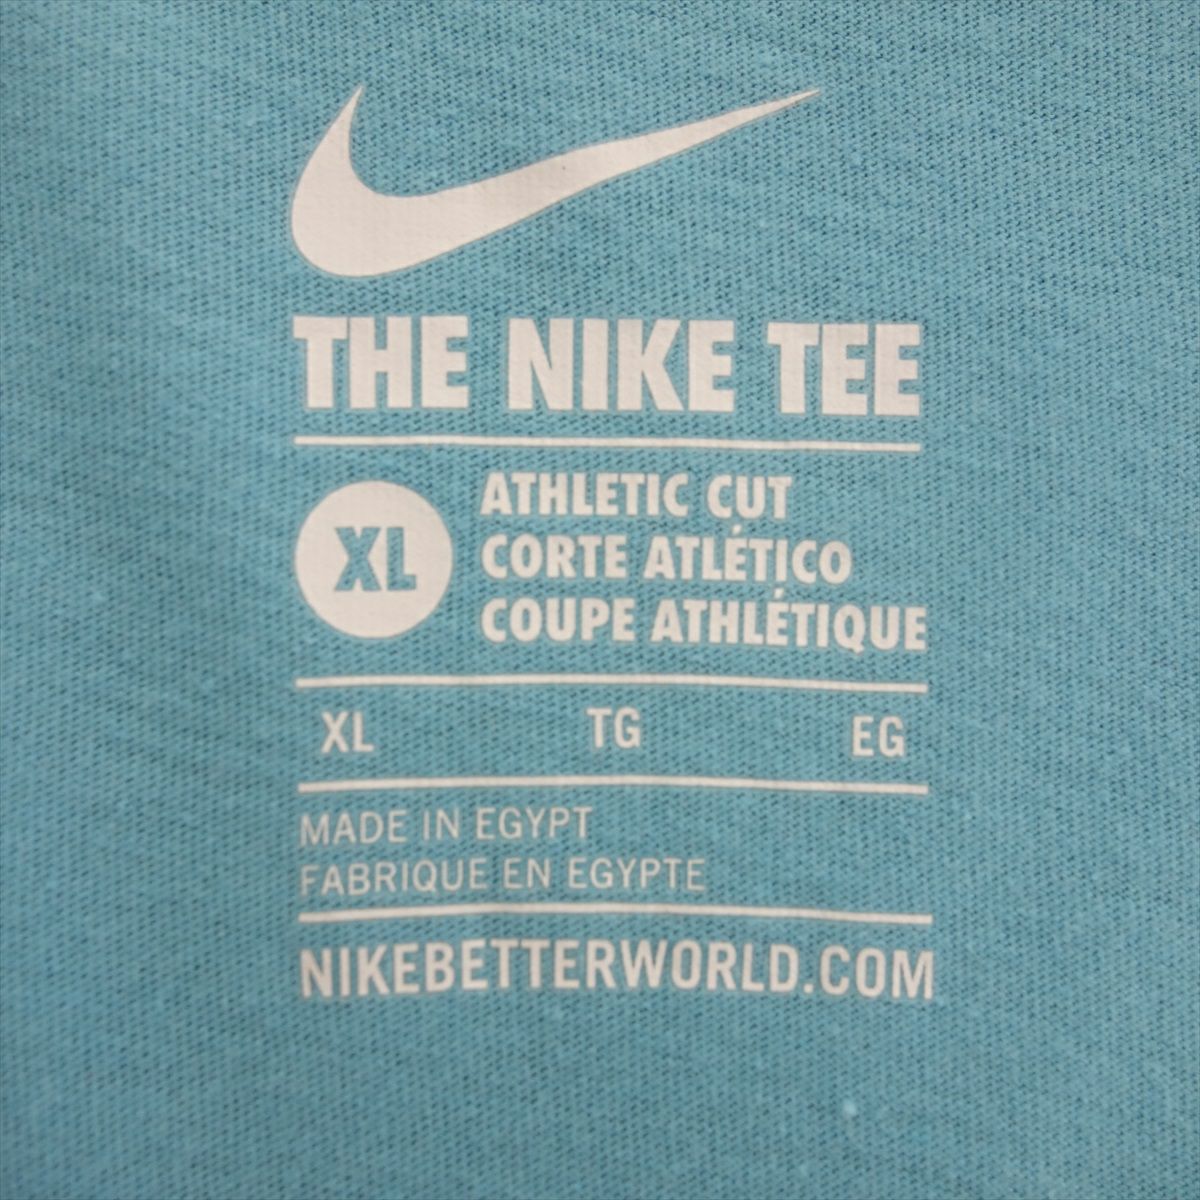 THE NIKE TEE
XL
ATHLETIC CUT
CORTE ATLÉTICO
COUPE ATHLÉTIQUE
XL TG EG
MADE IN EGYPT
FABRIQUE EN EGYPTE
NIKEBETTERWORLD.COM